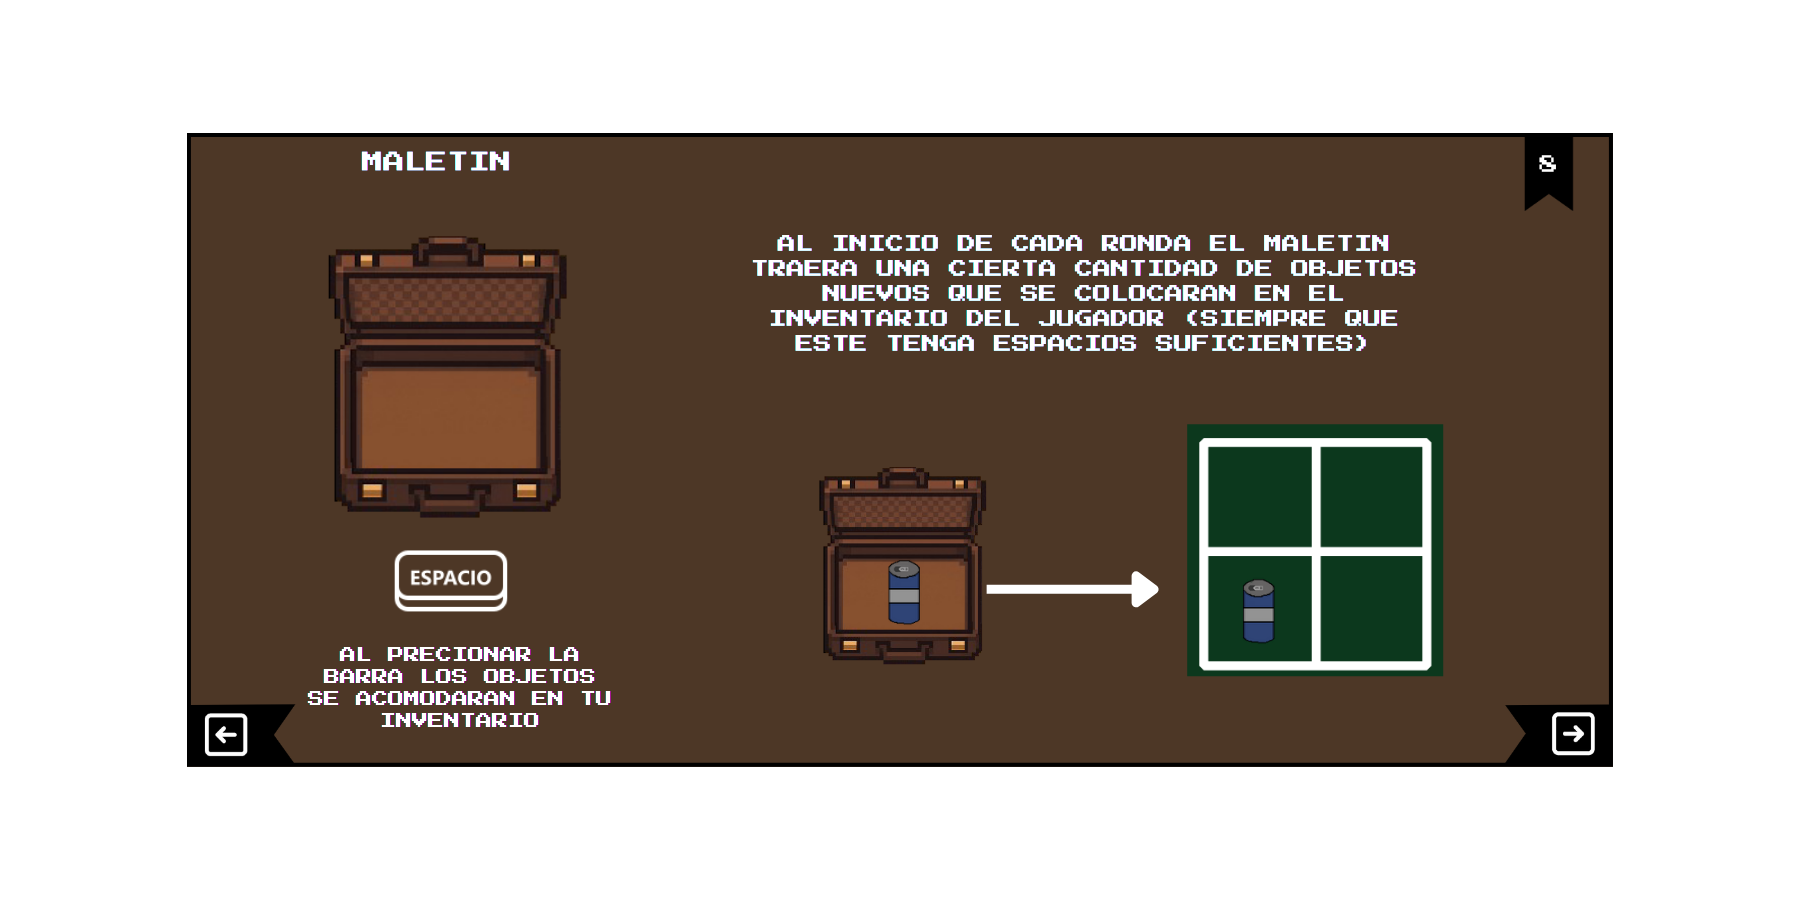 MALETIN
8
AL INICIO DE CADA RONDA EL MALETIN
TRAERA UNA CIERTA CANTIDAD DE OBJETOS
NUEVOS QUE SE COLOCARAN EN EL
INVENTARIO DEL JUGADOR (SIEMPRE QUE
ESTE TENGA ESPACIOS SUFICIENTES)
ESPACIO
AL PRECIONAR LA
BARRA LOS OBJETOS
SE ACOMODARAN EN TU
INVENTARIO